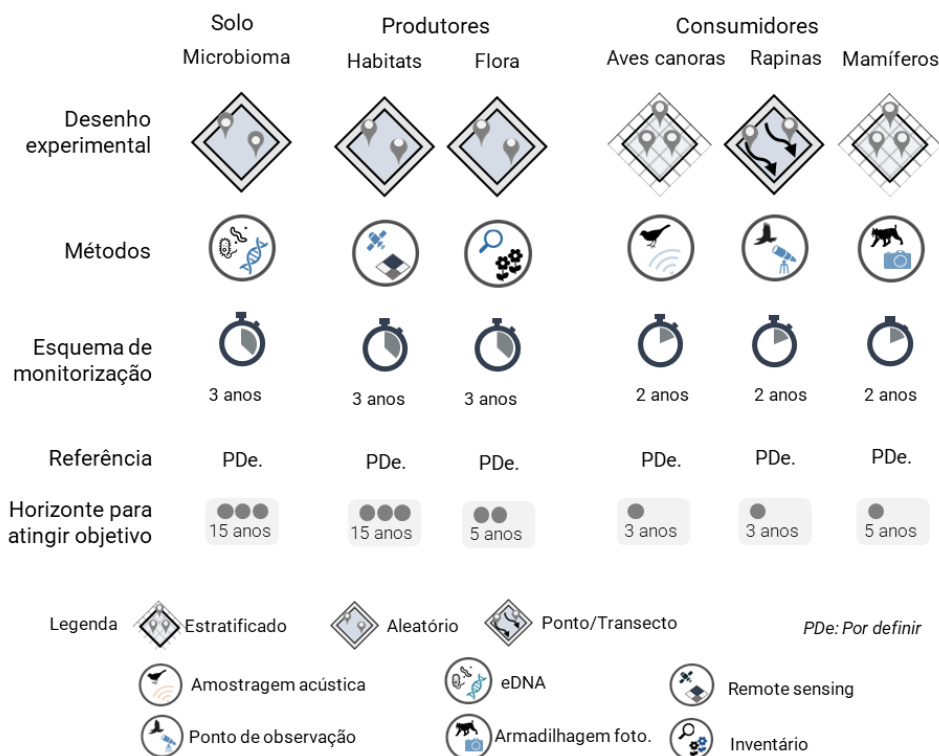 Solo
Produtores
Consumidores
Microbioma
Habitats
Flora
Aves canoras
Rapinas
Mamíferos
Desenho
experimental
Métodos
Esquema de
monitorização
3 anos
3 anos
3 anos
2 anos
2 anos
2 anos
Referência
PDe.
PDe.
PDe.
PDe.
PDe.
PDe.
Horizonte para
atingir objetivo
15 anos
15 anos
5 anos
3 anos
3 anos
5 anos
Legenda
Estratificado
Aleatório
Ponto/Transecto
PDe: Por definir
Amostragem acústica
eDNA
Remote sensing
Ponto de observação
Armadilhagem foto.
Inventário